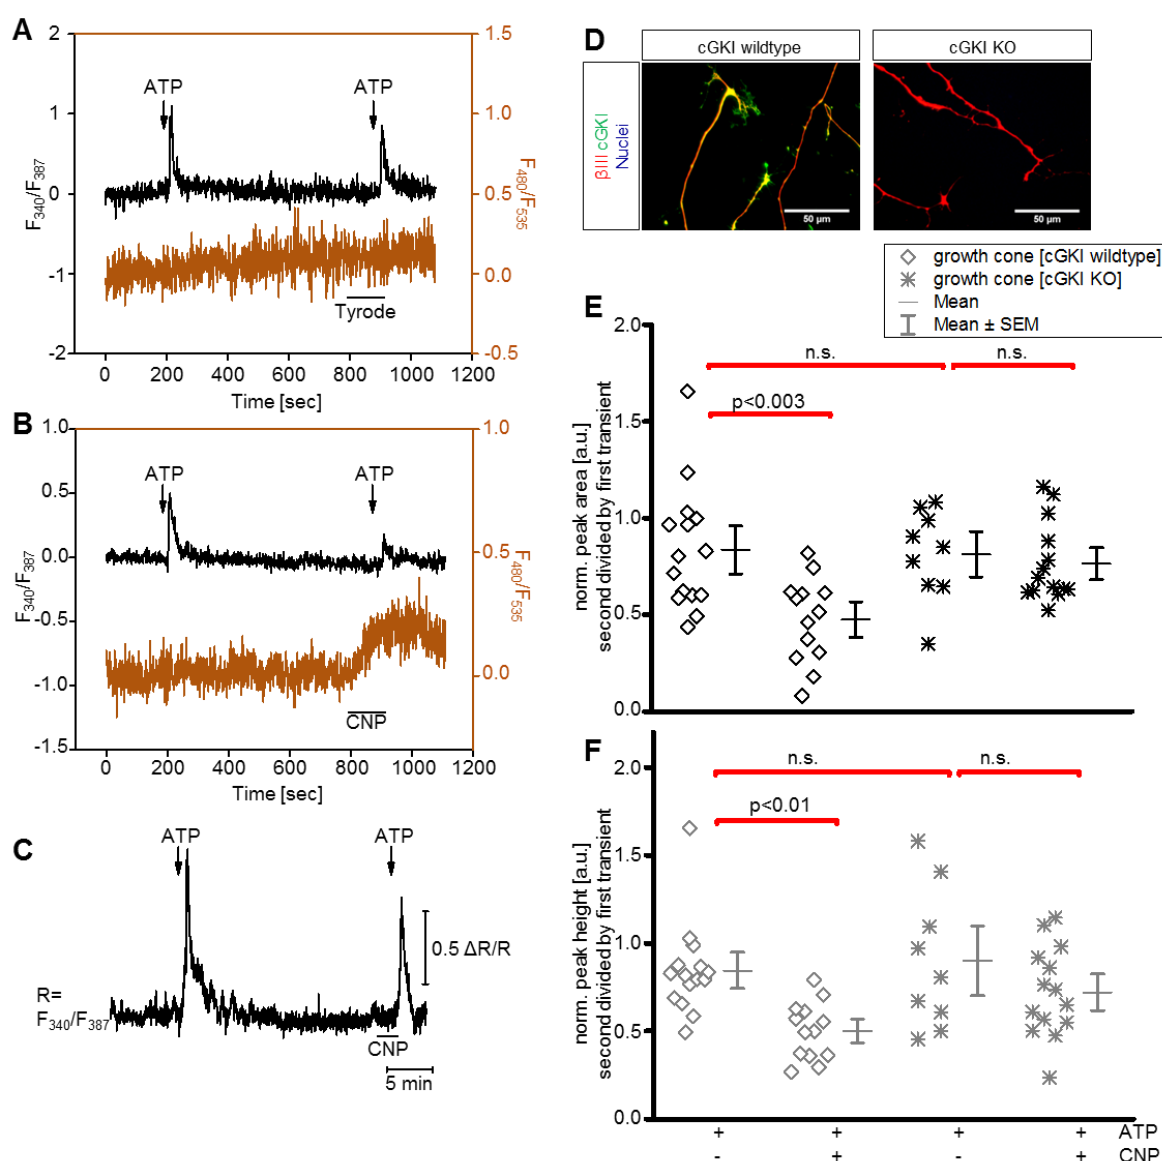 A
ATP
ATP
F340/F387
2
1
0
-1
-2
1.5
1.0
0.5
0.0
-0.5
F480/F535
Tyrode
0 200 400 600 800 1000 1200
Time [sec]
B
ATP
ATP
F340/F387
1.0
0.5
0.0
-0.5
-1.0
-1.5
1.0
0.5
0.0
F480/F535
CNP
0 200 400 600 800 1000 1200
Time [sec]
C
ATP
ATP
0.5 ΔR/R
R=
F340/F387
CNP
5 min
D
cGKI wildtype
cGKI KO
βIII cGKI
Nuclei
50 µm
50 µm
growth cone [cGKI wildtype]
growth cone [cGKI KO]
Mean
Mean ± SEM
E
norm. peak area [a.u.]
second divided by first transient
2.0
1.5
1.0
0.5
0.0
n.s.
n.s.
p<0.003
F
norm. peak height [a.u.]
second divided by first transient
2.0
1.5
1.0
0.5
0.0
n.s.
n.s.
p<0.01
+ + + + ATP
- + - + CNP